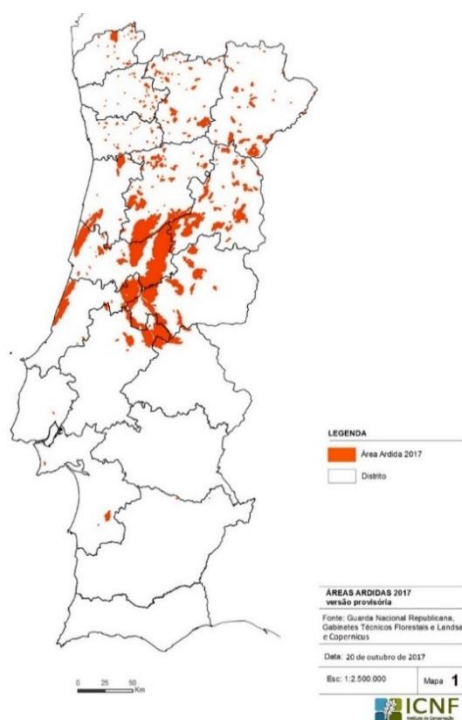 LEGENDA
Área Ardida 2017
Distrito
ÁREAS ARDIDAS 2017
versão provisória
Fonte: Guarda Nacional Republicana,
Gabinetes Técnicos Florestais e Landsa
e Copernicus
Data: 20 de outubro de 2017
Esc: 1:2.500.000 Mapa 1
0 25 50
Km
ICNF